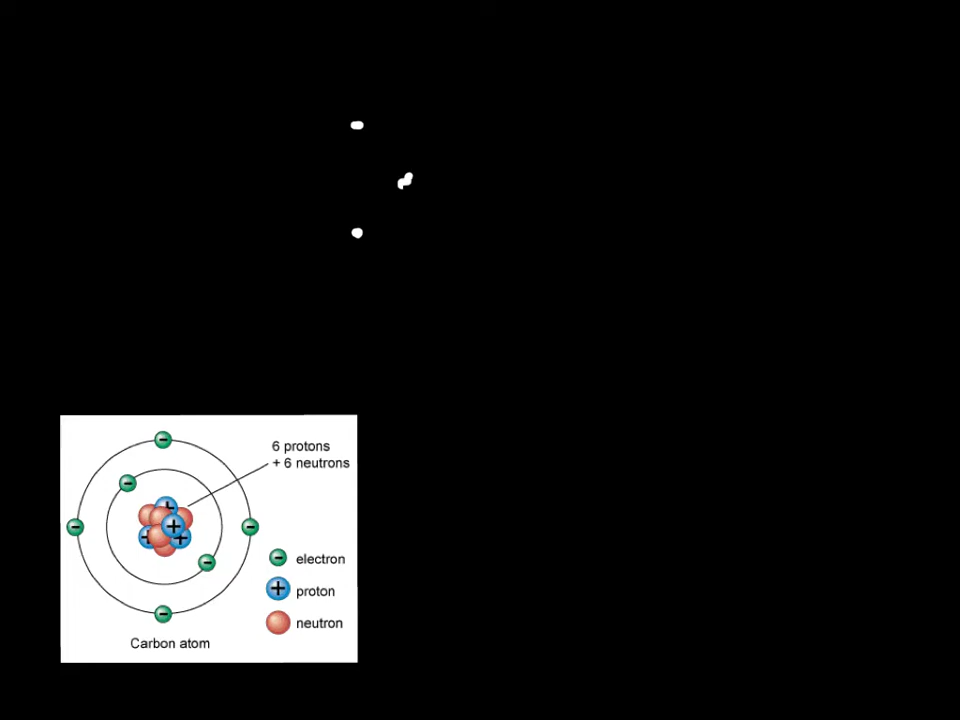 6 protons
+ 6 neutrons
electron
proton
neutron
Carbon atom